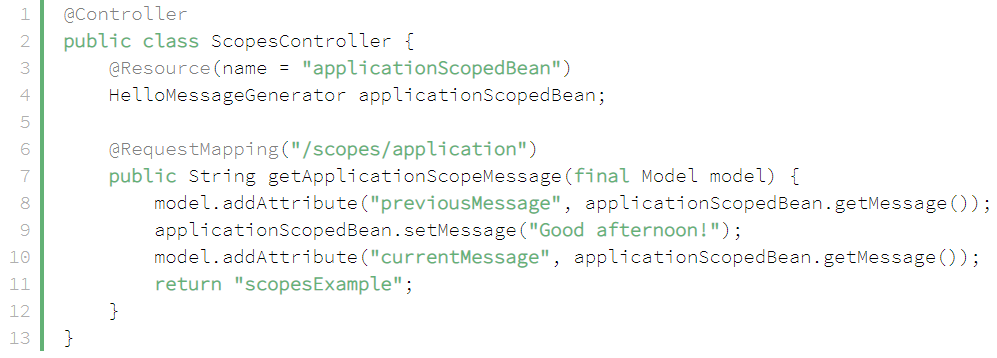 1 @Controller
2 public class ScopesController {
3     @Resource(name = "applicationScopedBean")
4     HelloMessageGenerator applicationScopedBean;
5
6     @RequestMapping("/scopes/application")
7     public String getApplicationScopeMessage(final Model model) {
8         model.addAttribute("previousMessage", applicationScopedBean.getMessage());
9         applicationScopedBean.setMessage("Good afternoon!");
10         model.addAttribute("currentMessage", applicationScopedBean.getMessage());
11         return "scopesExample";
12     }
13 }